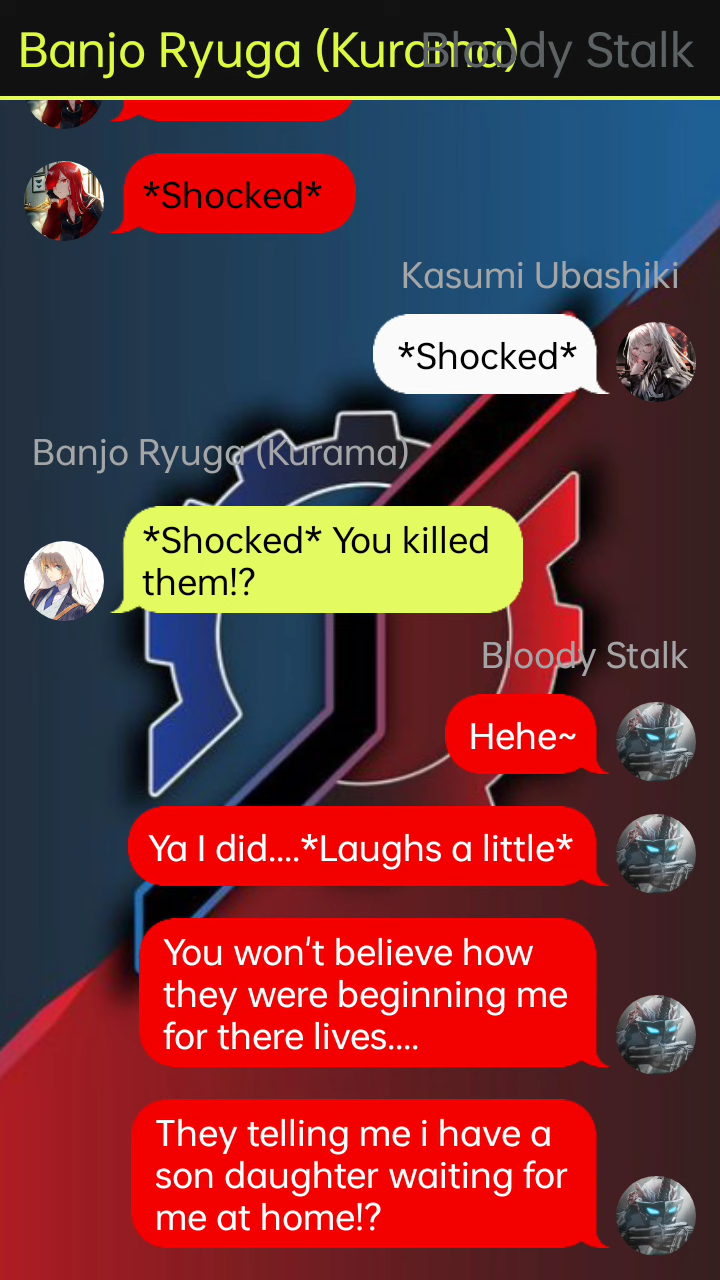 Banjo Ryuga (Kurama) Bloody Stalk
*Shocked*
Kasumi Ubashiki
*Shocked*
Banjo Ryuga (Kurama)
*Shocked* You killed
them!?
Bloody Stalk
Hehe~
Ya I did....*Laughs a little*
You won't believe how
they were beginning me
for there lives....
They telling me i have a
son daughter waiting for
me at home!?